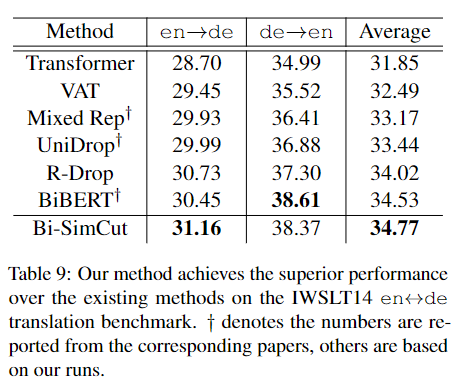 Method en→de de→en Average
Transformer 28.70 34.99 31.85
VAT 29.45 35.52 32.49
Mixed Rep† 29.93 36.41 33.17
UniDrop† 29.99 36.88 33.44
R-Drop 30.73 37.30 34.02
BiBERT† 30.45 38.61 34.53
Bi-SimCut 31.16 38.37 34.77
Table 9: Our method achieves the superior performance
over the existing methods on the IWSLT14 en↔de
translation benchmark. † denotes the numbers are re-
ported from the corresponding papers, others are based
on our runs.